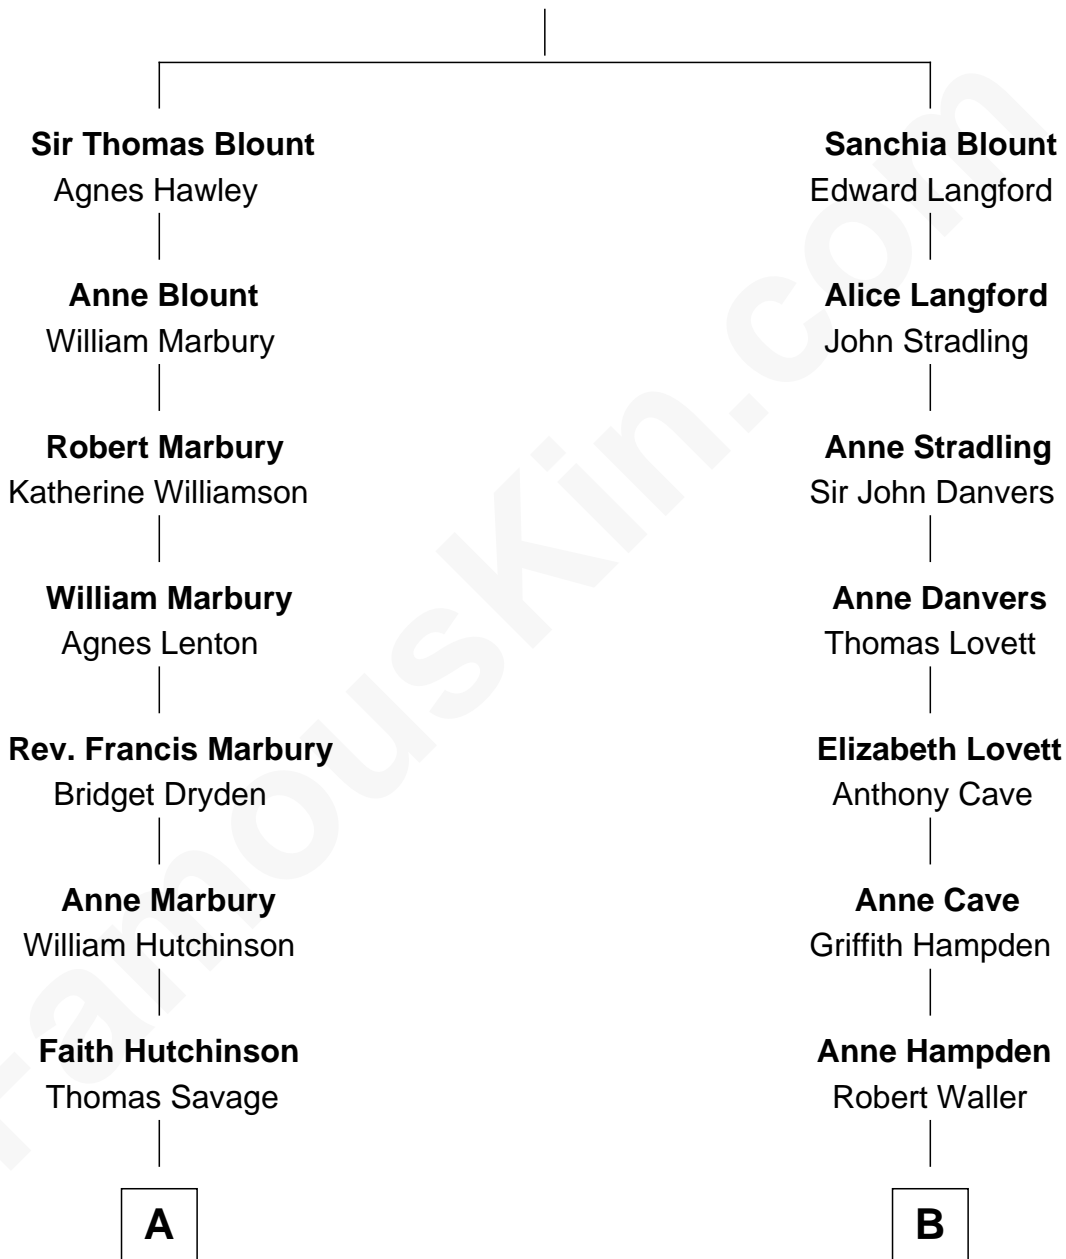 Sir Thomas Blount
Agnes Hawley
Anne Blount
William Marbury
Robert Marbury
Katherine Williamson
William Marbury
Agnes Lenton
Rev. Francis Marbury
Bridget Dryden
Anne Marbury
William Hutchinson
Faith Hutchinson
Thomas Savage
A
Sanchia Blount
Edward Langford
Alice Langford
John Stradling
Anne Stradling
Sir John Danvers
Anne Danvers
Thomas Lovett
Elizabeth Lovett
Anthony Cave
Anne Cave
Griffith Hampden
Anne Hampden
Robert Waller
B
FamousKin.com